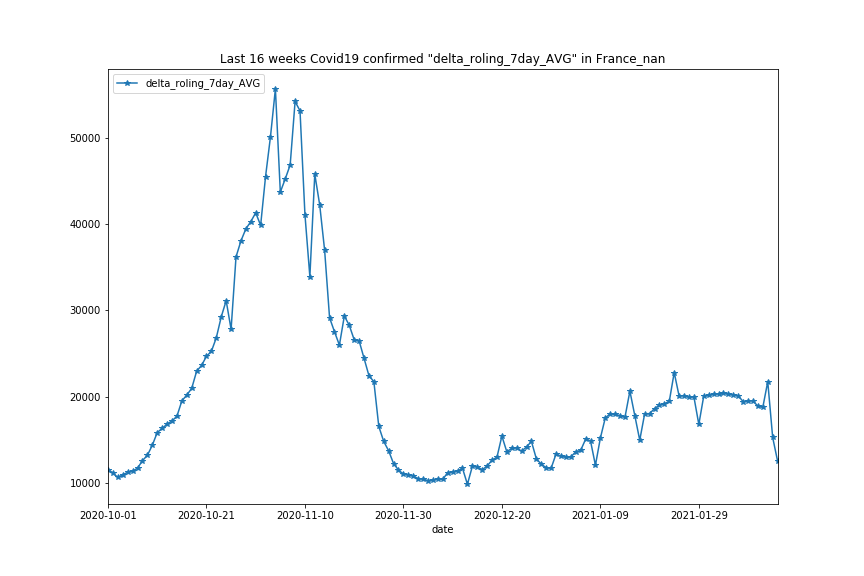 Last 16 weeks Covid19 confirmed "delta_roling_7day_AVG" in France_nan
delta_roling_7day_AVG
50000
40000
30000
20000
10000
2020-10-01 2020-10-21 2020-11-10 2020-11-30 2020-12-20 2021-01-09 2021-01-29
date